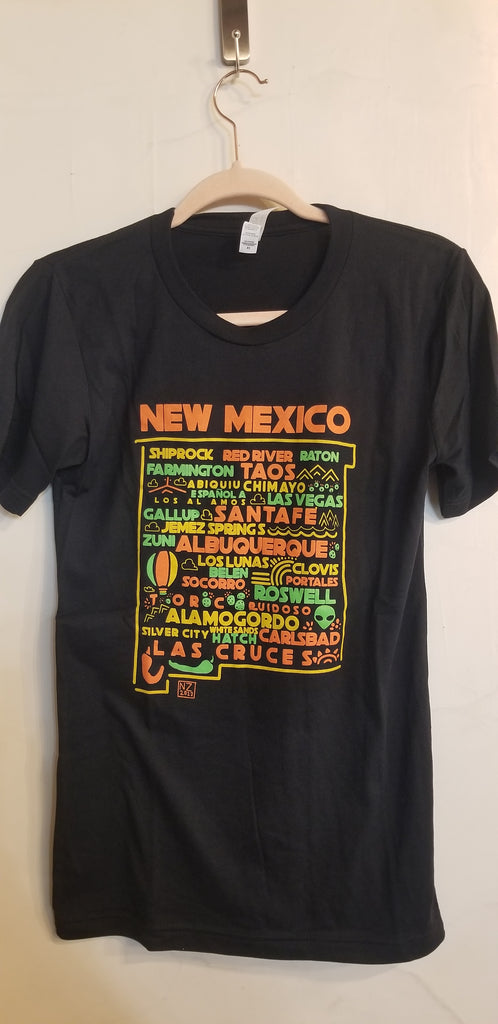 NEW MEXICO
SHIPROCK RED RIVER RATON
FARMINGTON TAOS
ABIQUIU CHIMAYO
ESPAÑOLA
LOS ALAMOS LAS VEGAS
GALLUP SANTA FE
JEMEZ SPRINGS
ZUNI ALBUQUERQUE
LOS LUNAS CLOVIS
BELEN
SOCORRO PORTALES
ROSWELL
T OR C RUIDOSO
ALAMOGORDO
SILVER CITY WHITE SANDS CARLSBAD
HATCH
LAS CRUCES
NZ
2017